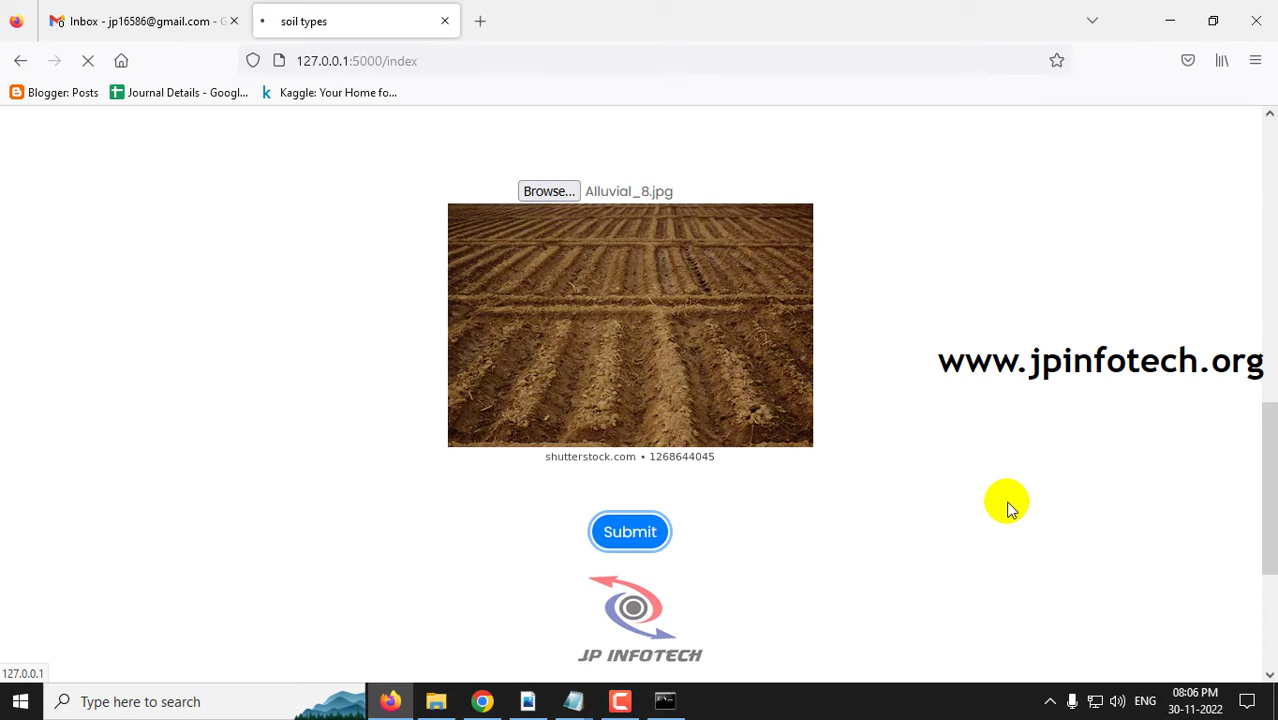 Inbox - jp16586@gmail.com - G
soil types
127.0.0.1:5000/index
Blogger: Posts
Journal Details - Googl...
Kaggle: Your Home fo...
Browse...
Alluvial_8.jpg
www.jpinfotech.org
shutterstock.com • 1268644045
Submit
JP INFOTECH
127.0.0.1
Type here to search
ENG
08:06 PM
30-11-2022